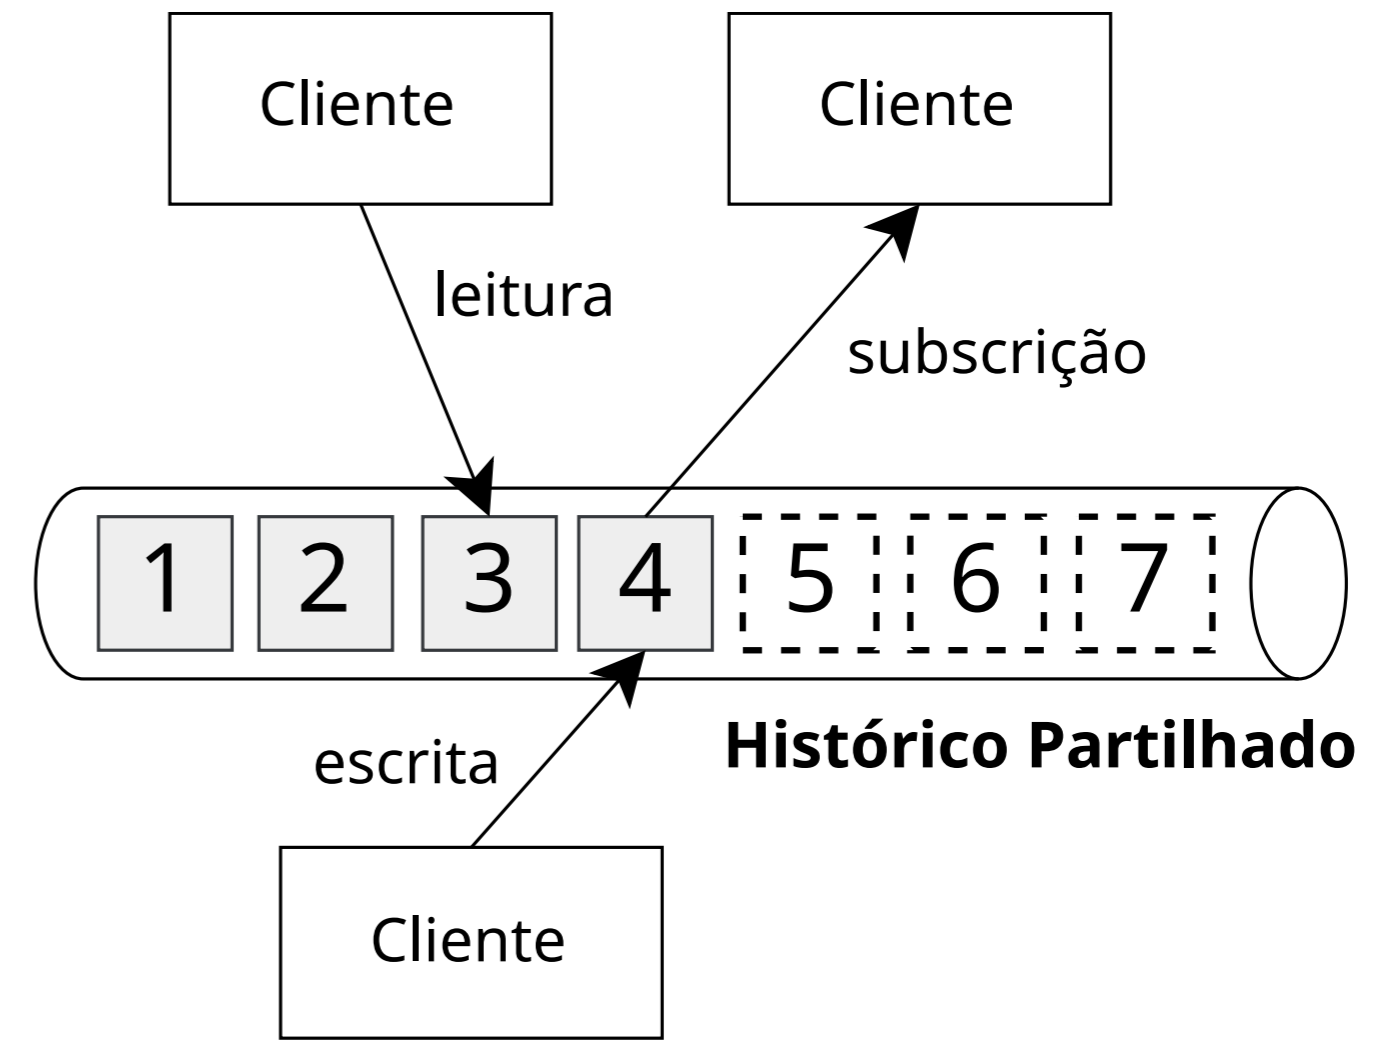 Cliente
Cliente
leitura
subscrição
1 2 3 4 5 6 7
Histórico Partilhado
escrita
Cliente